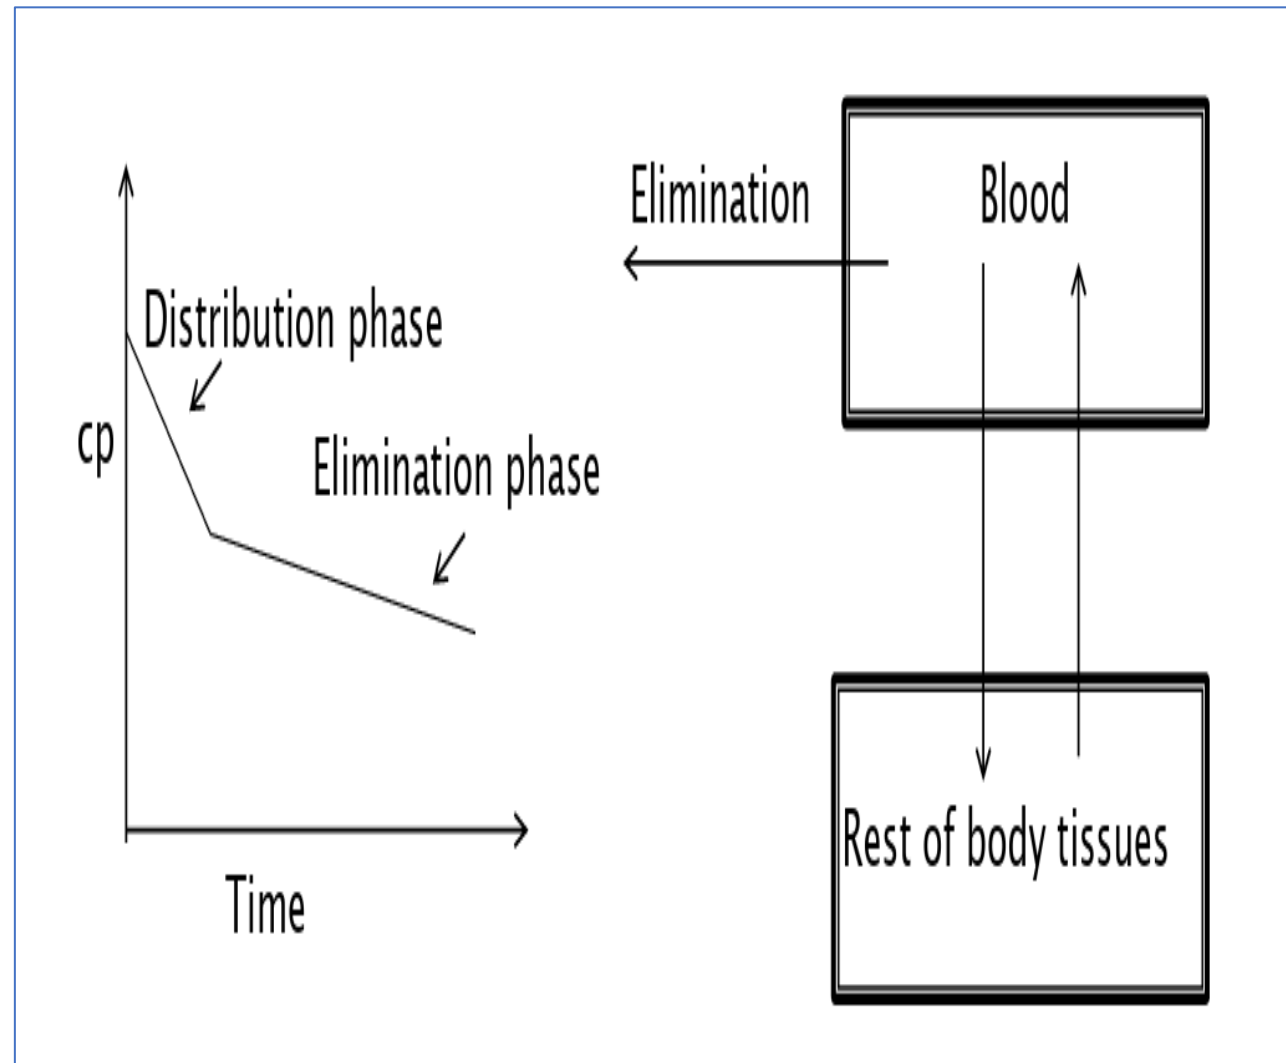 Distribution phase
cp
Elimination phase
Time
Elimination
Blood
Rest of body tissues